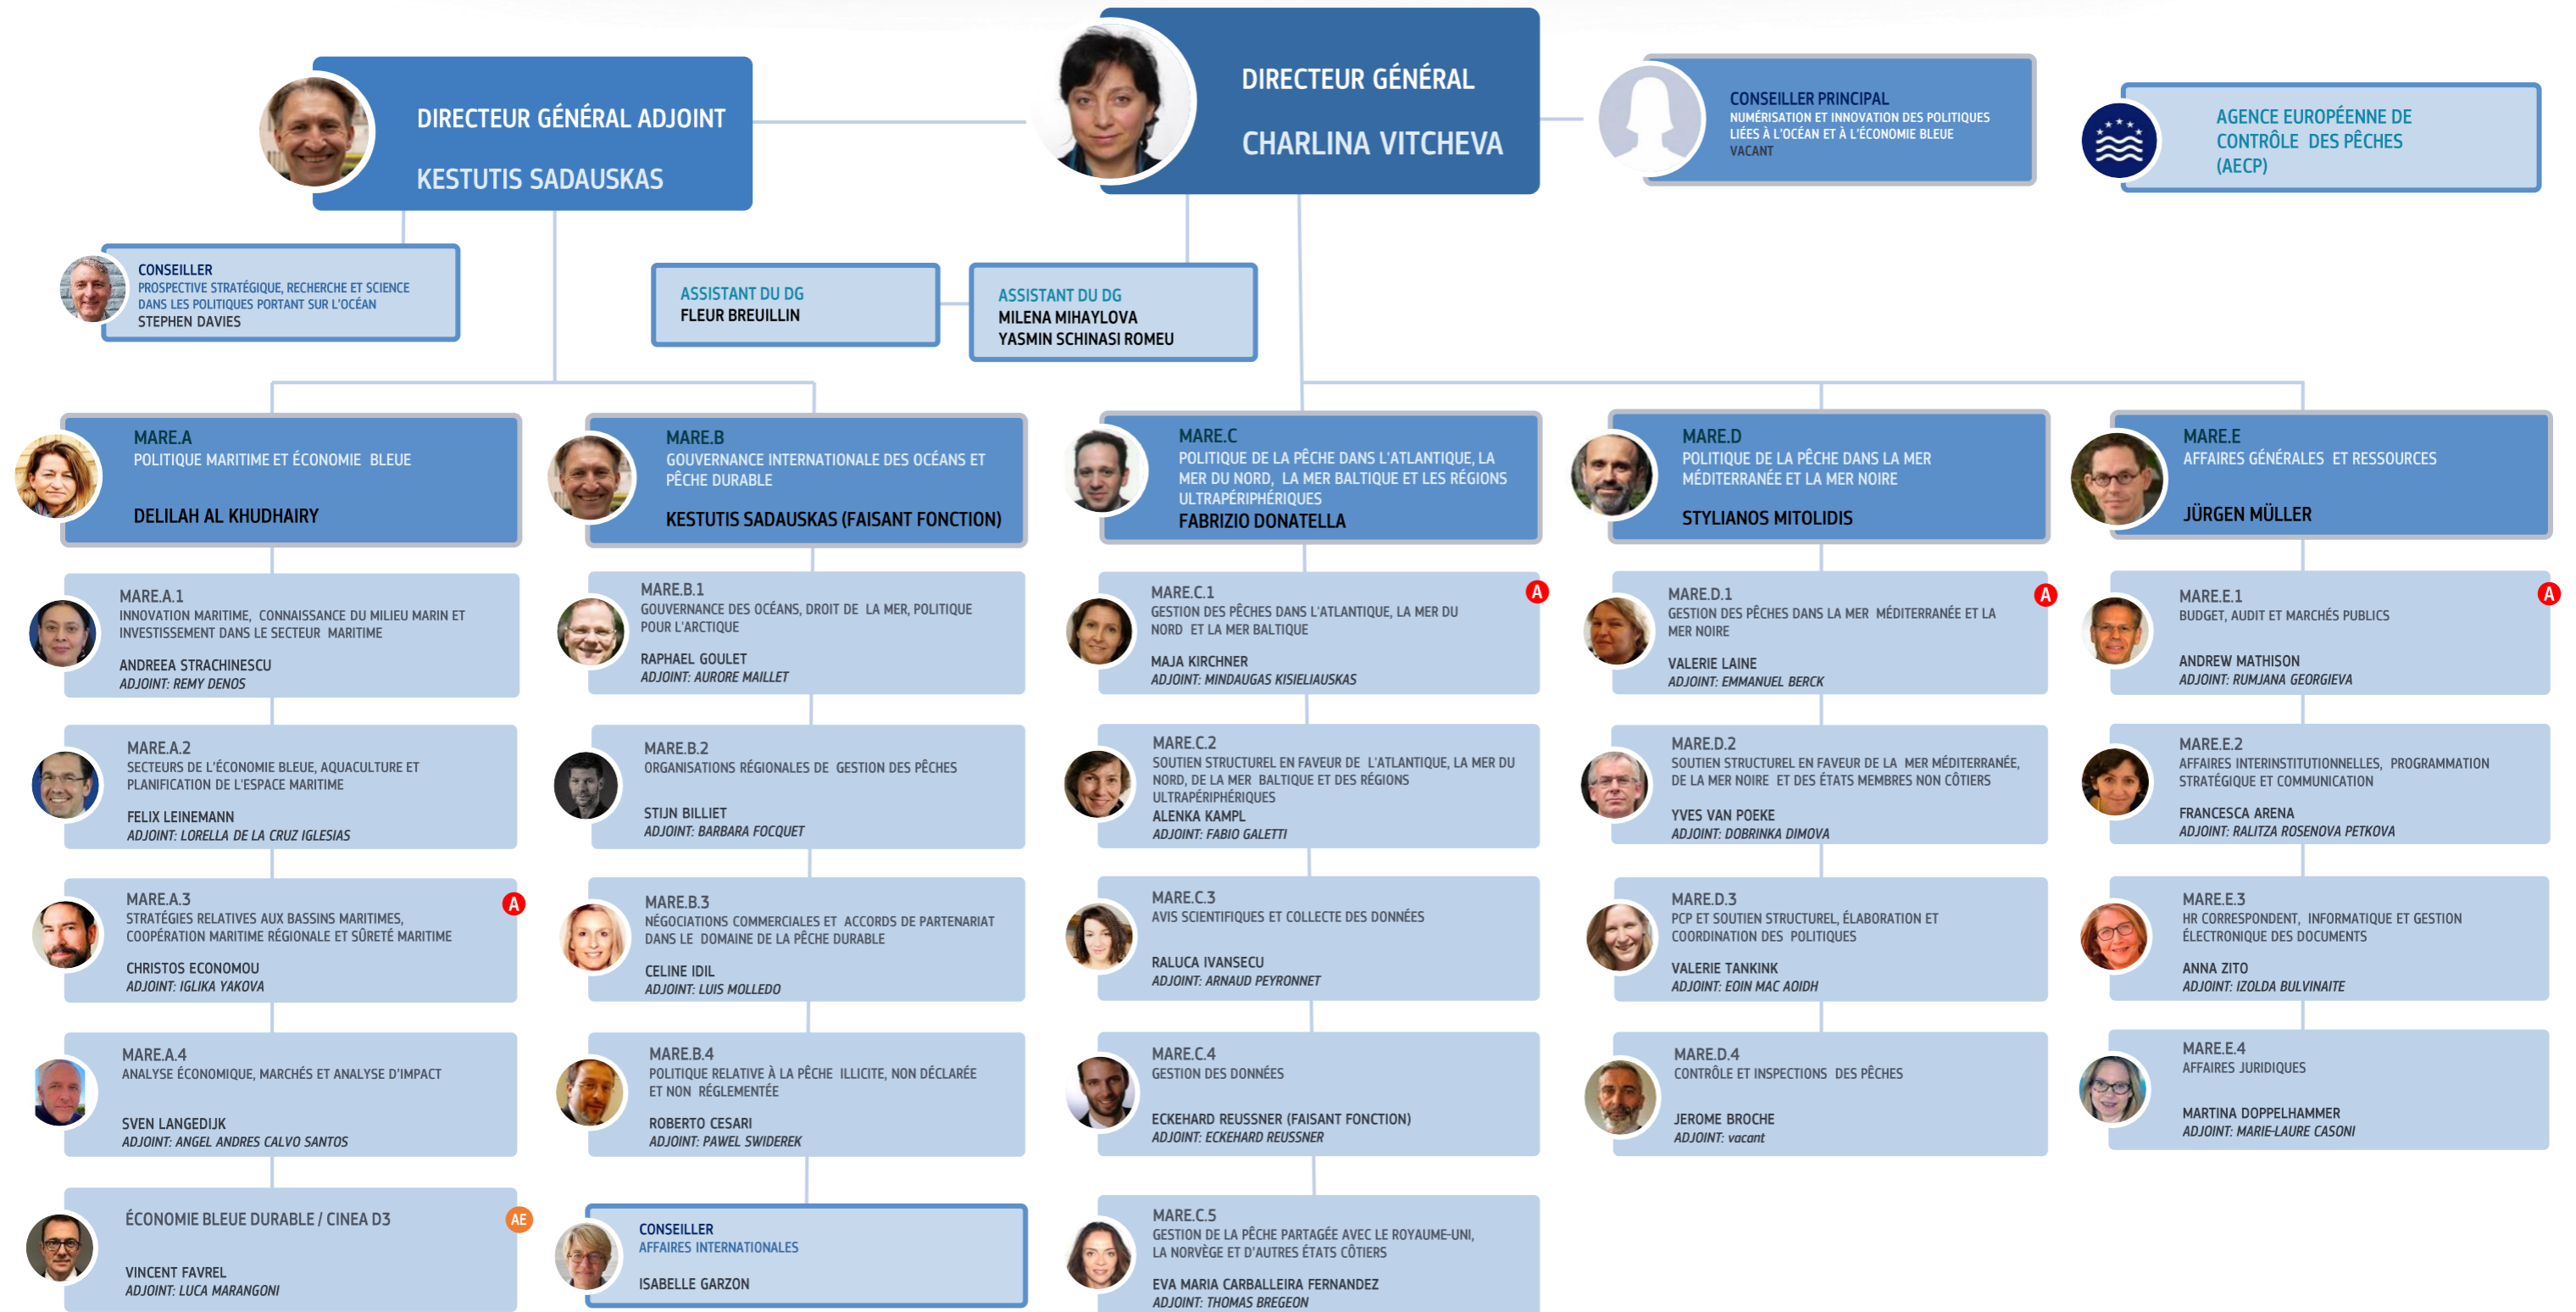 DIRECTEUR GÉNÉRAL ADJOINT
KESTUTIS SADAUSKAS
DIRECTEUR GÉNÉRAL
CHARLINA VITCHEVA
CONSEILLER PRINCIPAL
NUMÉRISATION ET INNOVATION DES POLITIQUES
LIÉES À L'OCÉAN ET À L'ÉCONOMIE BLEUE
VACANT
AGENCE EUROPÉENNE DE
CONTRÔLE DES PÊCHES
(AECP)
CONSEILLER
PROSPECTIVE STRATÉGIQUE, RECHERCHE ET SCIENCE
DANS LES POLITIQUES PORTANT SUR L'OCÉAN
STEPHEN DAVIES
ASSISTANT DU DG
FLEUR BREUILLIN
ASSISTANT DU DG
MILENA MIHAYLOVA
YASMIN SCHINASI ROMEU
MARE.A
POLITIQUE MARITIME ET ÉCONOMIE BLEUE
DELILAH AL KHUDHAIRY
MARE.A.1
INNOVATION MARITIME, CONNAISSANCE DU MILIEU MARIN ET
INVESTISSEMENT DANS LE SECTEUR MARITIME
ANDREEA STRACHINESCU
ADJOINT: REMY DENOS
MARE.A.2
SECTEURS DE L'ÉCONOMIE BLEUE, AQUACULTURE ET
PLANIFICATION DE L'ESPACE MARITIME
FELIX LEINEMANN
ADJOINT: LORELLA DE LA CRUZ IGLESIAS
MARE.A.3
A
STRATÉGIES RELATIVES AUX BASSINS MARITIMES,
COOPÉRATION MARITIME RÉGIONALE ET SÛRETÉ MARITIME
CHRISTOS ECONOMOU
ADJOINT: IGLIKA YAKOVA
MARE.A.4
ANALYSE ÉCONOMIQUE, MARCHÉS ET ANALYSE D'IMPACT
SVEN LANGEDIJK
ADJOINT: ANGEL ANDRES CALVO SANTOS
ÉCONOMIE BLEUE DURABLE / CINEA D3
AE
VINCENT FAVREL
ADJOINT: LUCA MARANGONI
MARE.B
GOUVERNANCE INTERNATIONALE DES OCÉANS ET
PÊCHE DURABLE
KESTUTIS SADAUSKAS (FAISANT FONCTION)
MARE.B.1
GOUVERNANCE DES OCÉANS, DROIT DE LA MER, POLITIQUE
POUR L'ARCTIQUE
RAPHAEL GOULET
ADJOINT: AURORE MAILLET
MARE.B.2
ORGANISATIONS RÉGIONALES DE GESTION DES PÊCHES
STIJN BILLIET
ADJOINT: BARBARA FOCQUET
MARE.B.3
NÉGOCIATIONS COMMERCIALES ET ACCORDS DE PARTENARIAT
DANS LE DOMAINE DE LA PÊCHE DURABLE
CELINE IDIL
ADJOINT: LUIS MOLLEDO
MARE.B.4
POLITIQUE RELATIVE À LA PÊCHE ILLICITE, NON DÉCLARÉE
ET NON RÉGLEMENTÉE
ROBERTO CESARI
ADJOINT: PAWEL SWIDEREK
CONSEILLER
AFFAIRES INTERNATIONALES
ISABELLE GARZON
MARE.C
POLITIQUE DE LA PÊCHE DANS L'ATLANTIQUE, LA
MER DU NORD, LA MER BALTIQUE ET LES RÉGIONS
ULTRAPÉRIPHÉRIQUES
FABRIZIO DONATELLA
MARE.C.1
A
GESTION DES PÊCHES DANS L'ATLANTIQUE, LA MER DU
NORD ET LA MER BALTIQUE
MAJA KIRCHNER
ADJOINT: MINDAUGAS KISIELIAUSKAS
MARE.C.2
SOUTIEN STRUCTUREL EN FAVEUR DE L'ATLANTIQUE, LA MER DU
NORD, DE LA MER BALTIQUE ET DES RÉGIONS
ULTRAPÉRIPHÉRIQUES
ALENKA KAMPL
ADJOINT: FABIO GALETTI
MARE.C.3
AVIS SCIENTIFIQUES ET COLLECTE DES DONNÉES
RALUCA IVANSECU
ADJOINT: ARNAUD PEYRONNET
MARE.C.4
GESTION DES DONNÉES
ECKEHARD REUSSNER (FAISANT FONCTION)
ADJOINT: ECKEHARD REUSSNER
MARE.C.5
GESTION DE LA PÊCHE PARTAGÉE AVEC LE ROYAUME-UNI,
LA NORVÈGE ET D'AUTRES ÉTATS CÔTIERS
EVA MARIA CARBALLEIRA FERNANDEZ
ADJOINT: THOMAS BREGEON
MARE.D
POLITIQUE DE LA PÊCHE DANS LA MER
MÉDITERRANÉE ET LA MER NOIRE
STYLIANOS MITOLIDIS
MARE.D.1
A
GESTION DES PÊCHES DANS LA MER MÉDITERRANÉE ET LA
MER NOIRE
VALERIE LAINE
ADJOINT: EMMANUEL BERCK
MARE.D.2
SOUTIEN STRUCTUREL EN FAVEUR DE LA MER MÉDITERRANÉE,
DE LA MER NOIRE ET DES ÉTATS MEMBRES NON CÔTIERS
YVES VAN POEKE
ADJOINT: DOBRINKA DIMOVA
MARE.D.3
PCP ET SOUTIEN STRUCTUREL, ÉLABORATION ET
COORDINATION DES POLITIQUES
VALERIE TANKINK
ADJOINT: EOIN MAC AOIDH
MARE.D.4
CONTRÔLE ET INSPECTIONS DES PÊCHES
JEROME BROCHE
ADJOINT: vacant
MARE.E
AFFAIRES GÉNÉRALES ET RESSOURCES
JÜRGEN MÜLLER
MARE.E.1
A
BUDGET, AUDIT ET MARCHÉS PUBLICS
ANDREW MATHISON
ADJOINT: RUMJANA GEORGIEVA
MARE.E.2
AFFAIRES INTERINSTITUTIONNELLES, PROGRAMMATION
STRATÉGIQUE ET COMMUNICATION
FRANCESCA ARENA
ADJOINT: RALITZA ROSENOVA PETKOVA
MARE.E.3
HR CORRESPONDENT, INFORMATIQUE ET GESTION
ÉLECTRONIQUE DES DOCUMENTS
ANNA ZITO
ADJOINT: IZOLDA BULVINAITE
MARE.E.4
AFFAIRES JURIDIQUES
MARTINA DOPPELHAMMER
ADJOINT: MARIE-LAURE CASONI